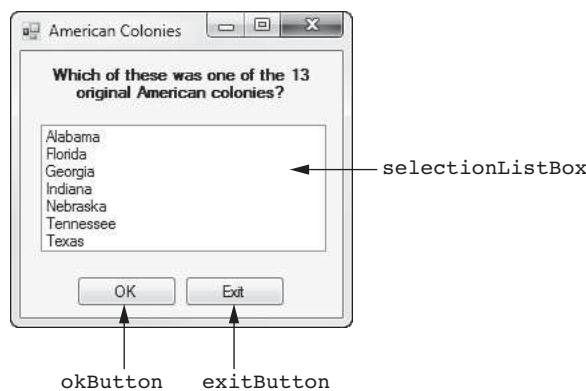 American Colonies
Which of these was one of the 13
original American colonies?
Alabama
Florida
Georgia
Indiana
Nebraska
Tennessee
Texas
selectionListBox
OK
Exit
okButton
exitButton